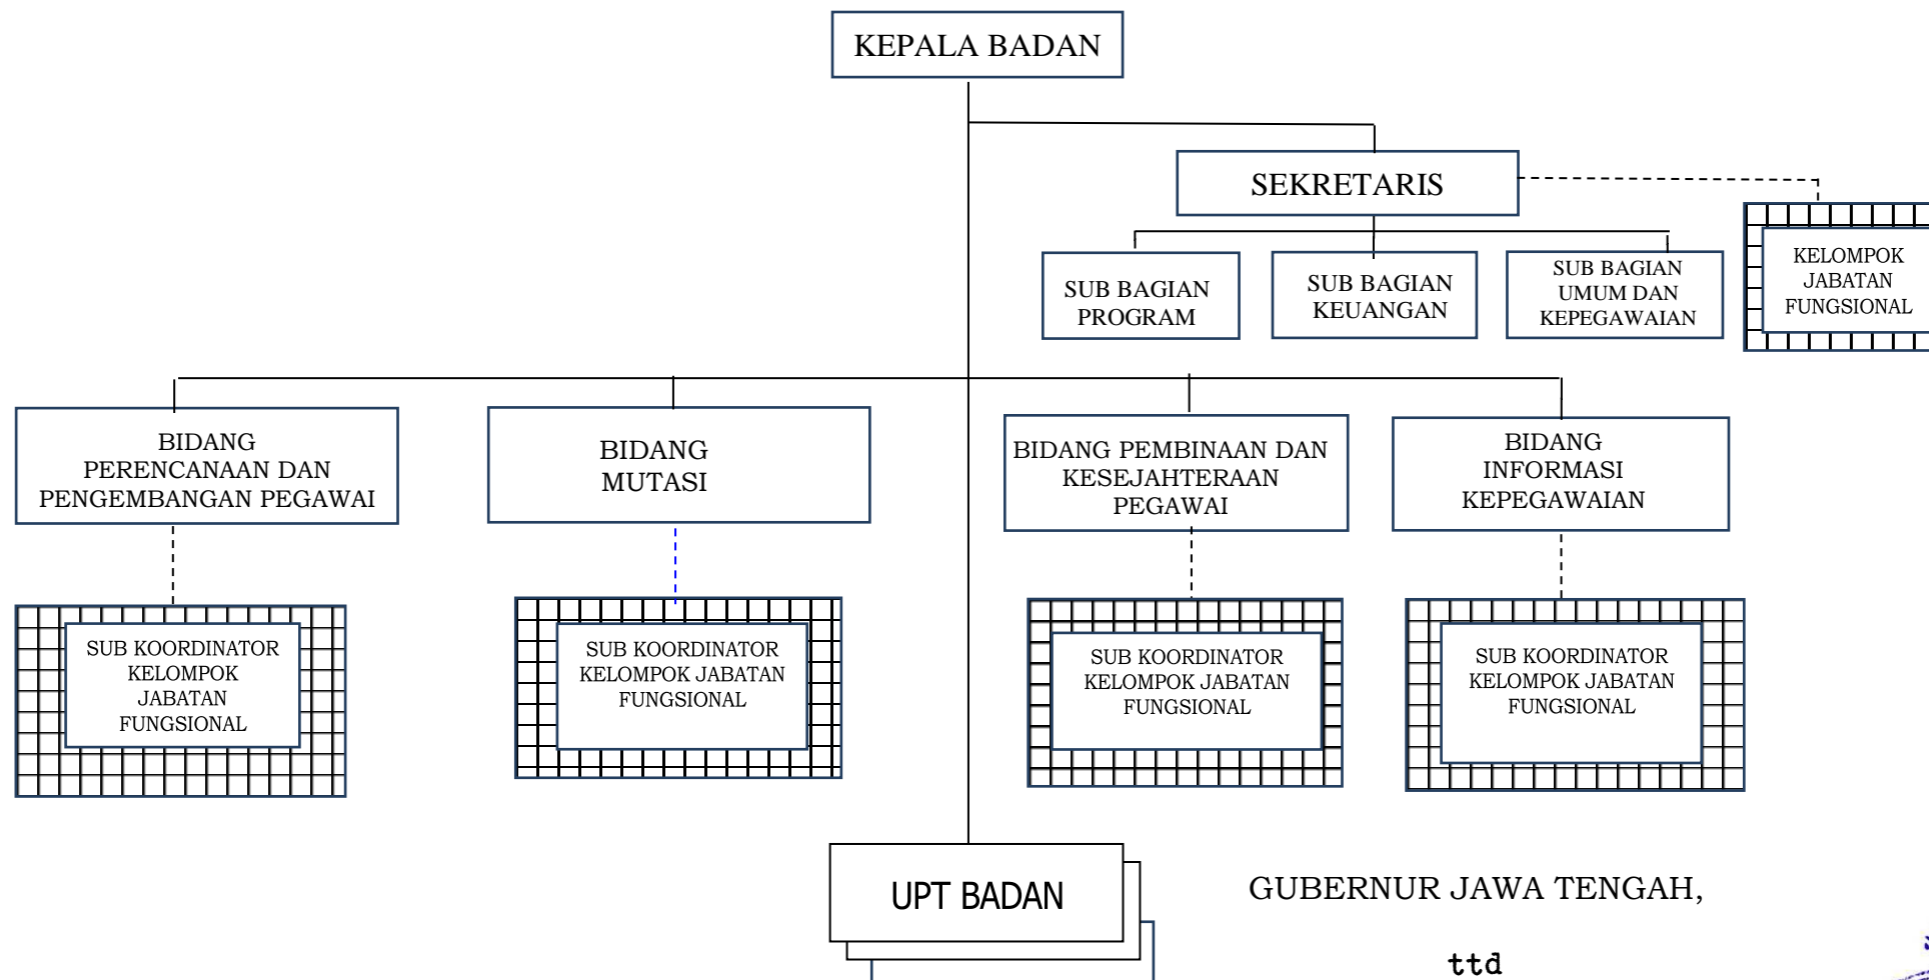 KEPALA BADAN
SEKRETARIS
SUB BAGIAN
PROGRAM
SUB BAGIAN
KEUANGAN
SUB BAGIAN
UMUM DAN
KEPEGAWAIAN
KELOMPOK
JABATAN
FUNGSIONAL
BIDANG
PERENCANAAN DAN
PENGEMBANGAN PEGAWAI
BIDANG
MUTASI
BIDANG PEMBINAAN DAN
KESEJAHTERAAN
PEGAWAI
BIDANG
INFORMASI
KEPEGAWAIAN
SUB KOORDINATOR
KELOMPOK
JABATAN
FUNGSIONAL
SUB KOORDINATOR
KELOMPOK JABATAN
FUNGSIONAL
SUB KOORDINATOR
KELOMPOK JABATAN
FUNGSIONAL
SUB KOORDINATOR
KELOMPOK JABATAN
FUNGSIONAL
UPT BADAN
GUBERNUR JAWA TENGAH,
ttd